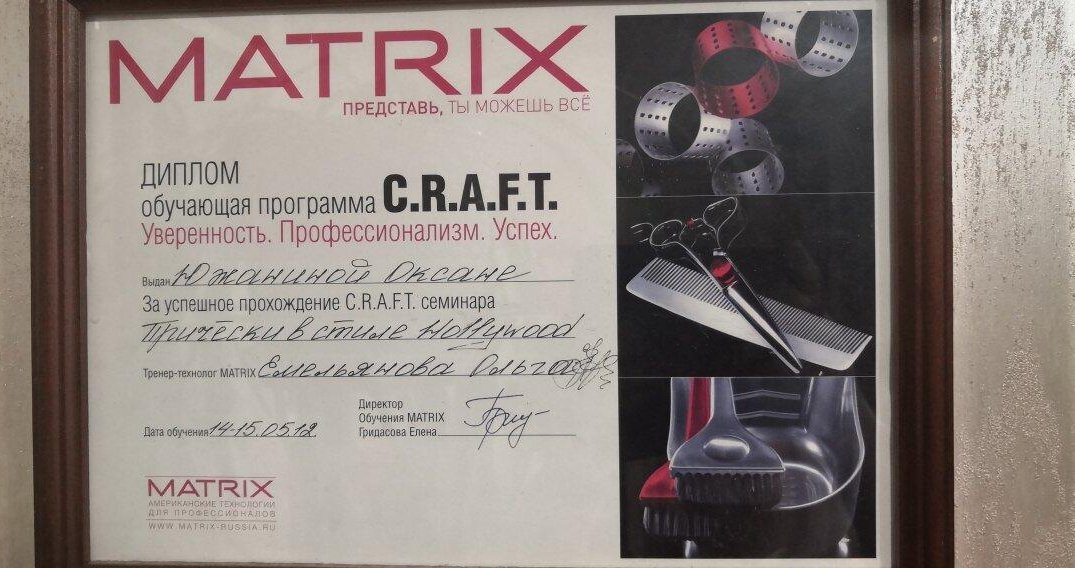 MATRIX
ПРЕДСТАВЬ, ТЫ МОЖЕШЬ ВСЁ
ДИПЛОМ
обучающая программа C.R.A.F.T.
Уверенность. Профессионализм. Успех.
Выдан Южаниной Оксане
За успешное прохождение C.R.A.F.T. семинара
Прически в стиле Hollywood
Тренер-технолог MATRIX Емельянова Ольга
Директор
Обучения MATRIX
Гридасова Елена
Дата обучения 14-15.05.12
MATRIX
АМЕРИКАНСКИЕ ТЕХНОЛОГИИ
ДЛЯ ПРОФЕССИОНАЛОВ
WWW.MATRIX-RUSSIA.RU